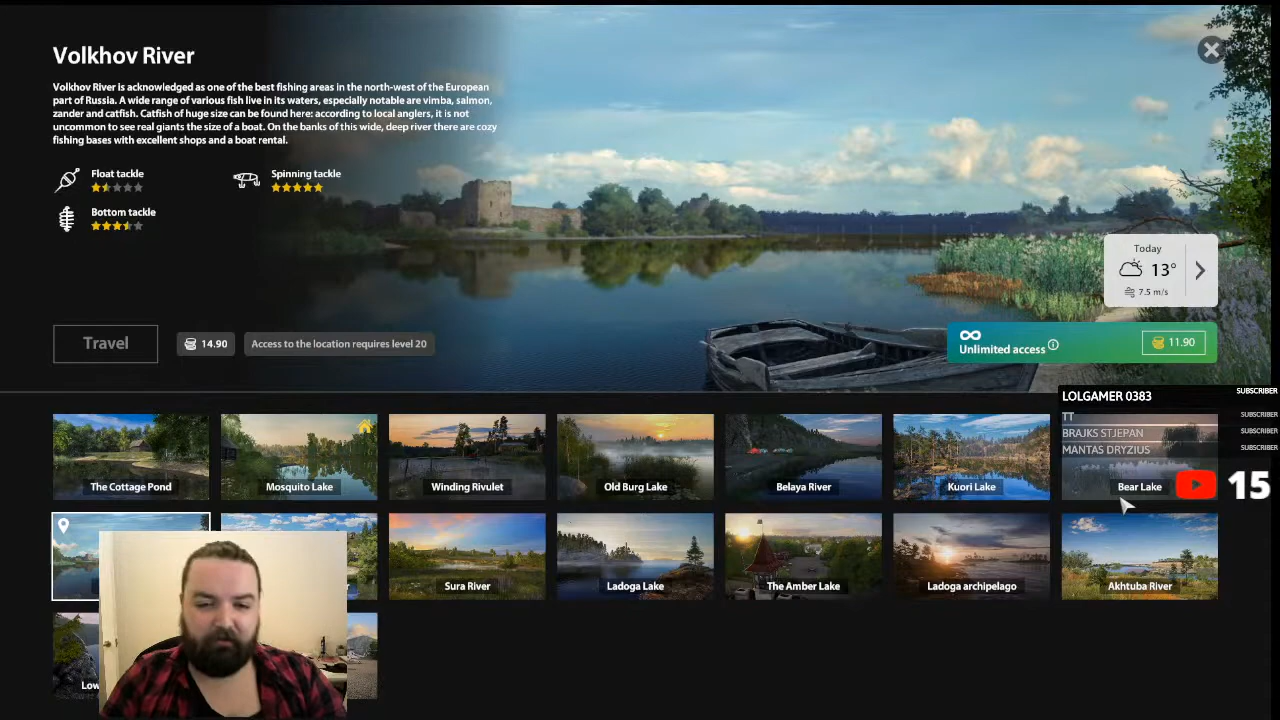 Volkhov River
Volkhov River is acknowledged as one of the best fishing areas in the north-west of the European
part of Russia. A wide range of various fish live in its waters, especially notable are vimba, salmon,
zander and catfish. Catfish of huge size can be found here: according to local anglers, it is not
uncommon to see real giants the size of a boat. On the banks of this wide, deep river there are cozy
fishing bases with excellent shops and a boat rental.
Float tackle
Spinning tackle
Bottom tackle
Today
13°
7.5 m/s
Travel
14.90
Access to the location requires level 20
Unlimited access
11.90
LOLGAMER 0383
SUBSCRIBER
TT
SUBSCRIBER
BRAJKS STJEPAN
SUBSCRIBER
MANTAS DRYZIUS
SUBSCRIBER
The Cottage Pond
Mosquito Lake
Winding Rivulet
Old Burg Lake
Belaya River
Kuori Lake
Bear Lake
15
Sura River
Ladoga Lake
The Amber Lake
Ladoga archipelago
Akhtuba River